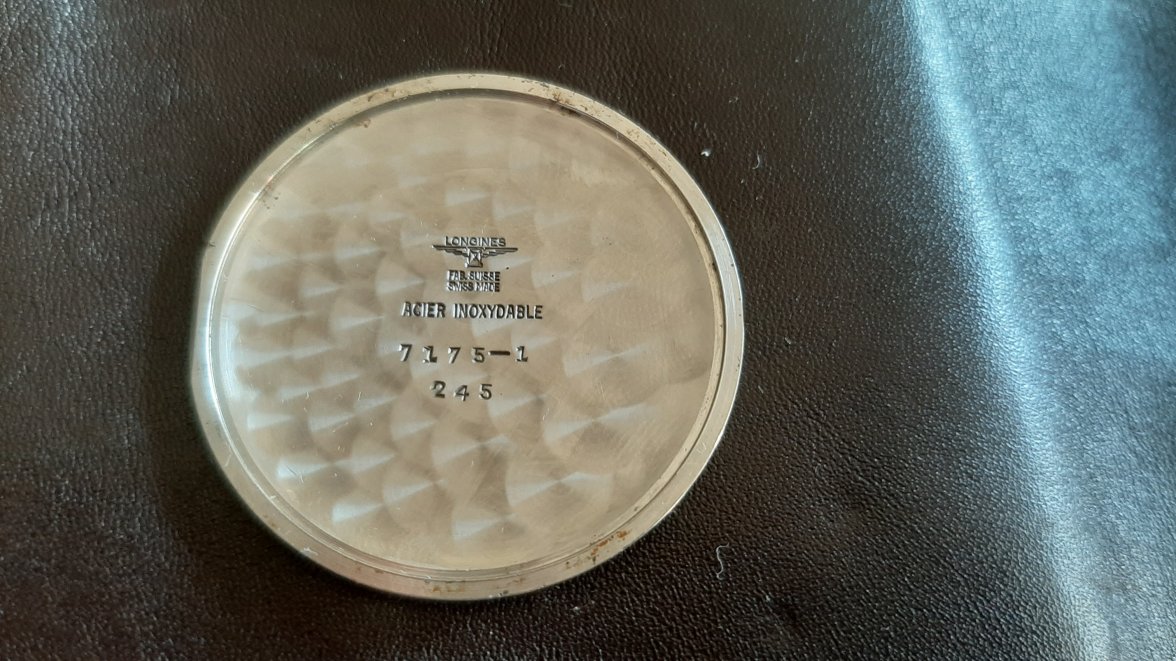 LONGINES
FAB. SUISSE
SWISS MADE
ACIER INOXYDABLE
7175-1
245